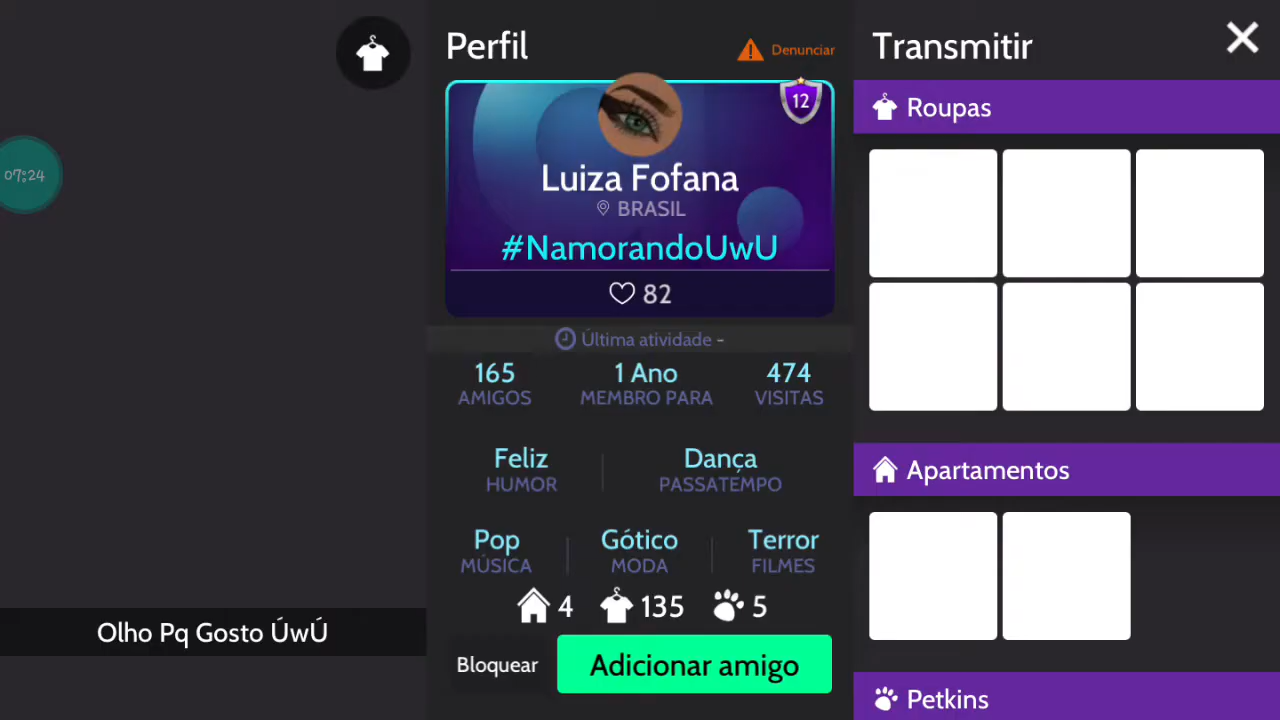 07:24
Olho Pq Gosto ÚwÚ
Perfil
Denunciar
12
Luiza Fofana
BRASIL
#NamorandoUwU
82
Última atividade -
165 1 Ano 474
AMIGOS MEMBRO PARA VISITAS
Feliz Dança
HUMOR PASSATEMPO
Pop Gótico Terror
MÚSICA MODA FILMES
4 135 5
Bloquear Adicionar amigo
Transmitir
Roupas
Apartamentos
Petkins